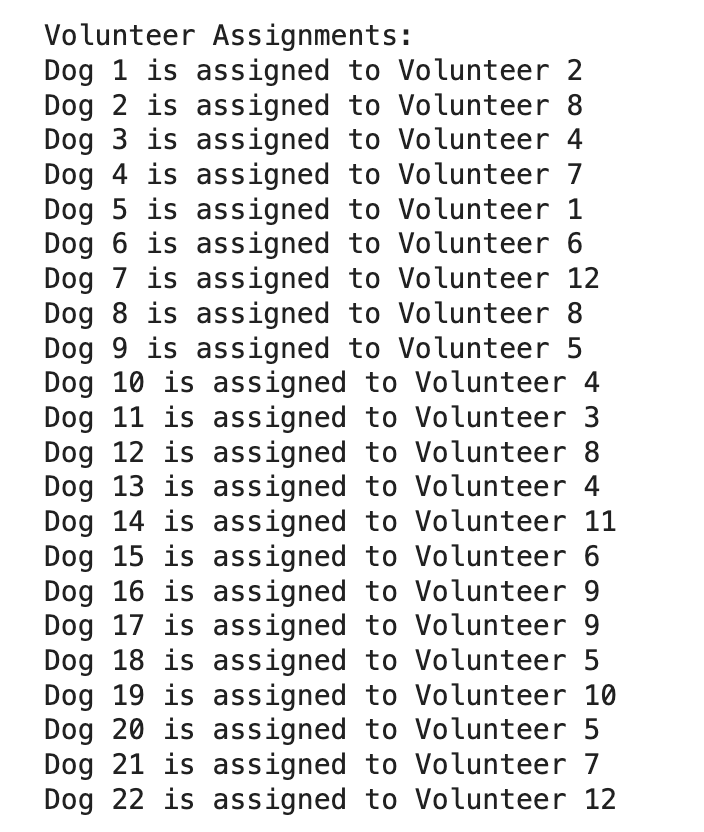 Volunteer Assignments:
Dog 1 is assigned to Volunteer 2
Dog 2 is assigned to Volunteer 8
Dog 3 is assigned to Volunteer 4
Dog 4 is assigned to Volunteer 7
Dog 5 is assigned to Volunteer 1
Dog 6 is assigned to Volunteer 6
Dog 7 is assigned to Volunteer 12
Dog 8 is assigned to Volunteer 8
Dog 9 is assigned to Volunteer 5
Dog 10 is assigned to Volunteer 4
Dog 11 is assigned to Volunteer 3
Dog 12 is assigned to Volunteer 8
Dog 13 is assigned to Volunteer 4
Dog 14 is assigned to Volunteer 11
Dog 15 is assigned to Volunteer 6
Dog 16 is assigned to Volunteer 9
Dog 17 is assigned to Volunteer 9
Dog 18 is assigned to Volunteer 5
Dog 19 is assigned to Volunteer 10
Dog 20 is assigned to Volunteer 5
Dog 21 is assigned to Volunteer 7
Dog 22 is assigned to Volunteer 12